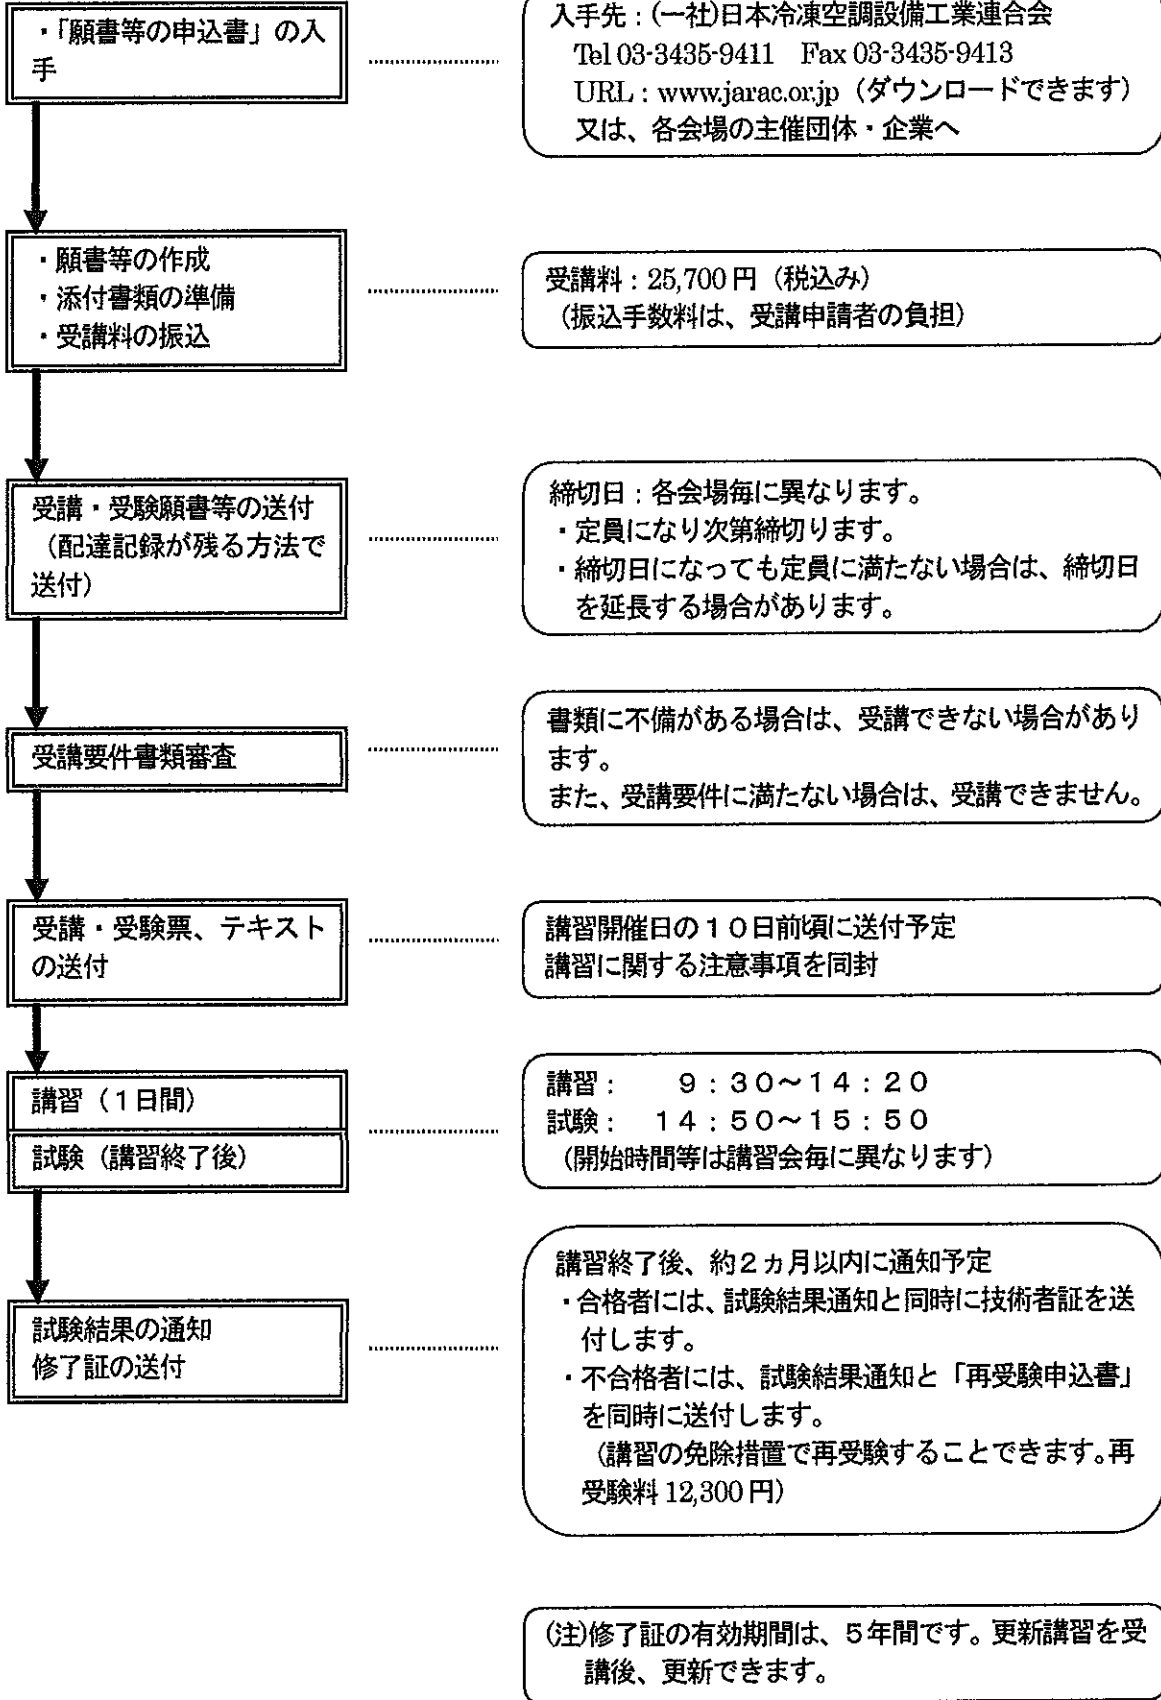 ・「願書等の申込書」の入
手
入手先：(一社)日本冷凍空調設備工業連合会
Tel 03-3435-9411　Fax 03-3435-9413
URL：www.jarac.or.jp（ダウンロードできます）
又は、各会場の主催団体・企業へ
・願書等の作成
・添付書類の準備
・受講料の振込
受講料：25,700円（税込み）
（振込手数料は、受講申請者の負担）
受講・受験願書等の送付
（配達記録が残る方法で
送付）
締切日：各会場毎に異なります。
・定員になり次第締切ります。
・締切日になっても定員に満たない場合は、締切日
を延長する場合があります。
受講要件書類審査
書類に不備がある場合は、受講できない場合があり
ます。
また、受講要件に満たない場合は、受講できません。
受講・受験票、テキスト
の送付
講習開催日の１０日前頃に送付予定
講習に関する注意事項を同封
講習（１日間）
試験（講習終了後）
講習：　　９：３０～１４：２０
試験：　１４：５０～１５：５０
（開始時間等は講習会毎に異なります）
試験結果の通知
修了証の送付
講習終了後、約２ヵ月以内に通知予定
・合格者には、試験結果通知と同時に技術者証を送
付します。
・不合格者には、試験結果通知と「再受験申込書」
を同時に送付します。
（講習の免除措置で再受験することできます。再
受験料12,300円）
(注)修了証の有効期間は、５年間です。更新講習を受
講後、更新できます。